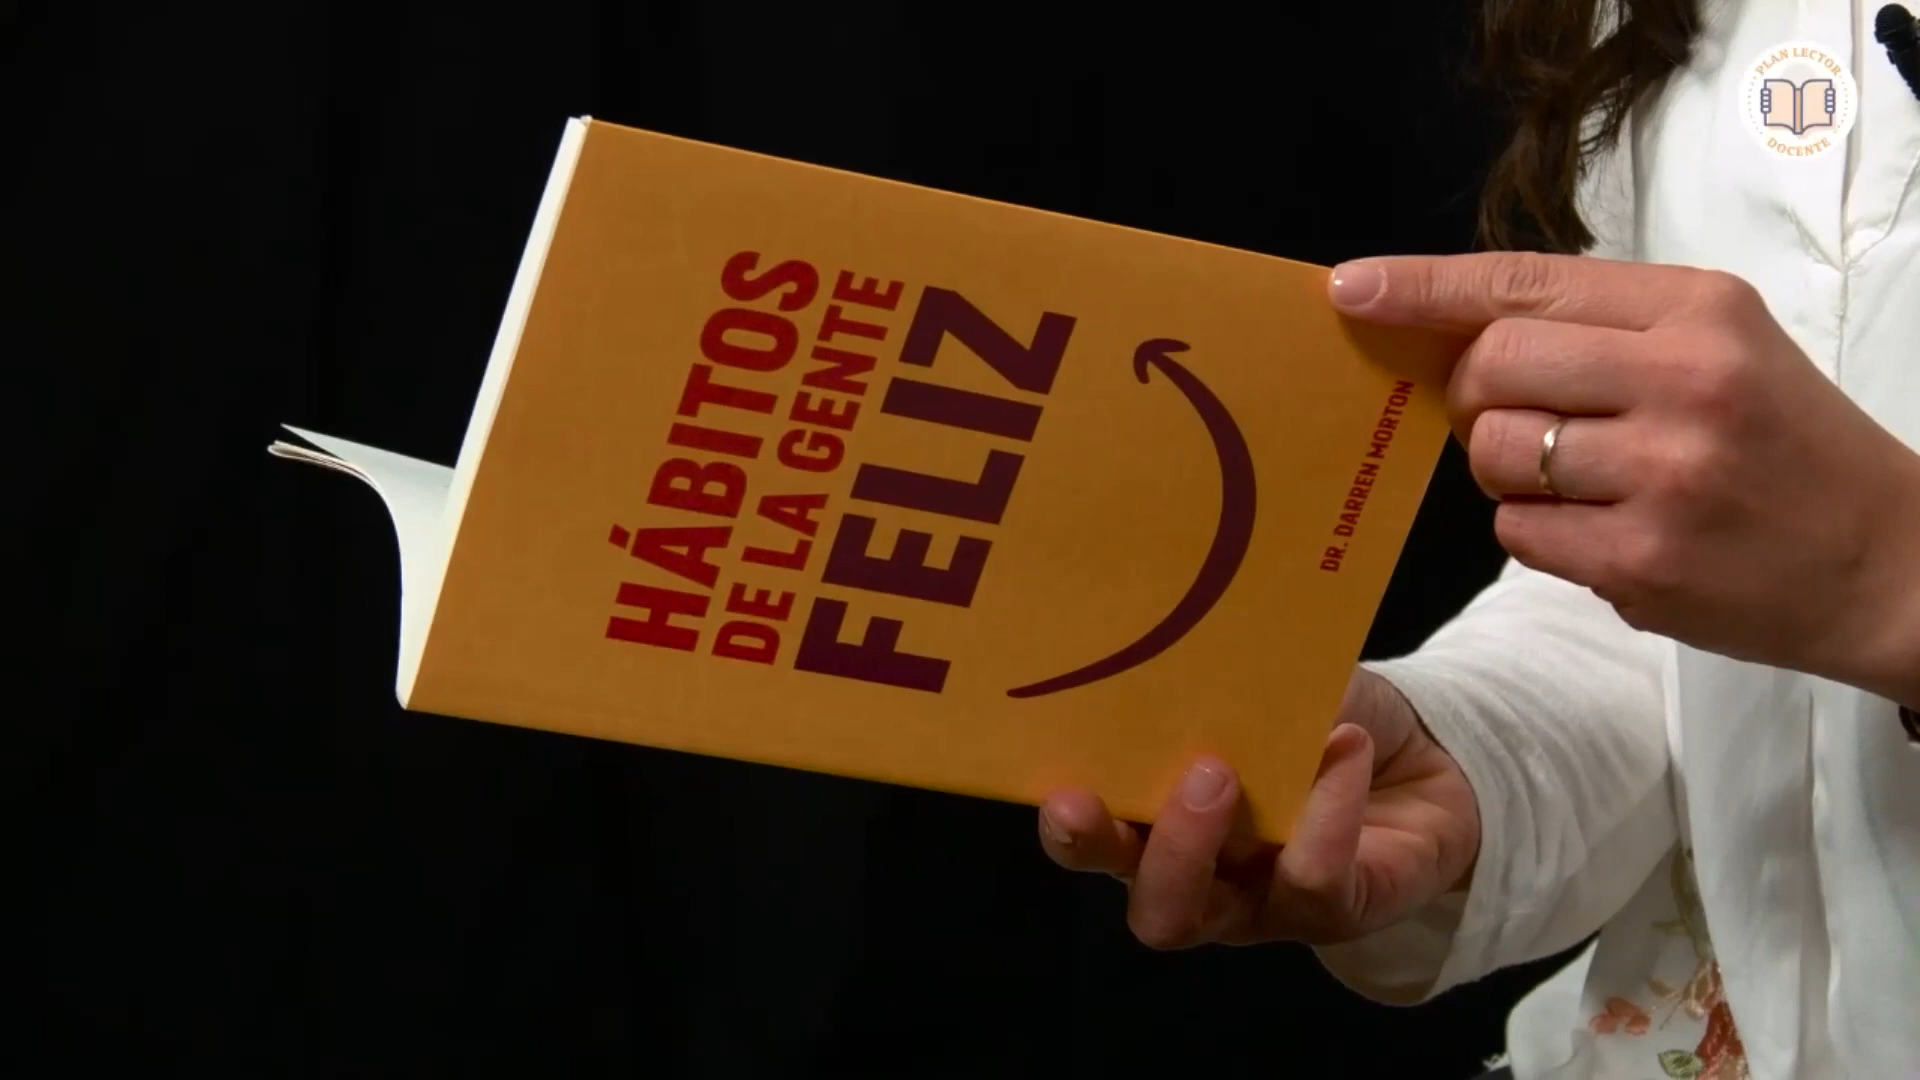 HÁBITOS
DE LA GENTE
FELIZ
DR. DARREN MORTON
PLAN LECTOR
DOCENTE